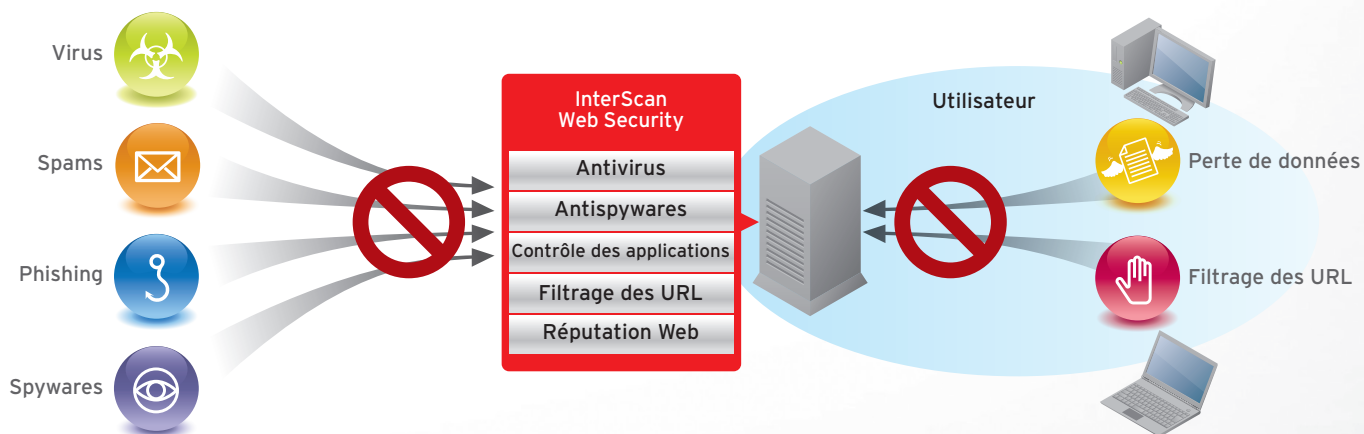 Virus
Spams
Phishing
Spywares
InterScan
Web Security
Antivirus
Antispywares
Contrôle des applications
Filtrage des URL
Réputation Web
Utilisateur
Perte de données
Filtrage des URL